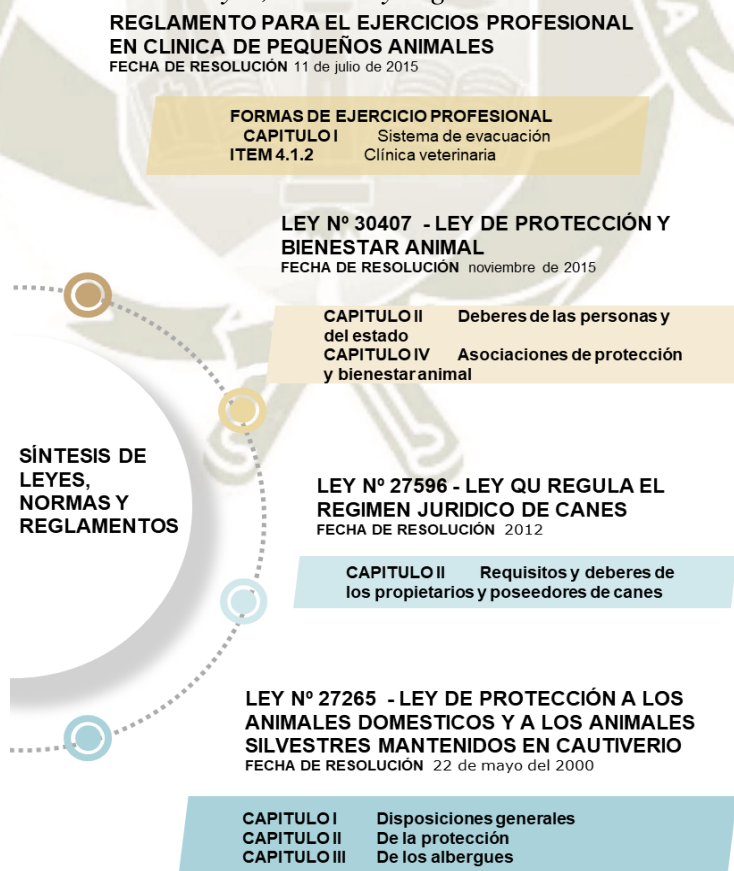 REGLAMENTO PARA EL EJERCICIOS PROFESIONAL
EN CLINICA DE PEQUEÑOS ANIMALES
FECHA DE RESOLUCIÓN 11 de julio de 2015
FORMAS DE EJERCICIO PROFESIONAL
CAPITULO I Sistema de evacuación
ITEM 4.1.2 Clínica veterinaria
LEY Nº 30407 - LEY DE PROTECCIÓN Y
BIENESTAR ANIMAL
FECHA DE RESOLUCIÓN noviembre de 2015
CAPITULO II Deberes de las personas y
del estado
CAPITULO IV Asociaciones de protección
y bienestar animal
SÍNTESIS DE
LEYES,
NORMAS Y
REGLAMENTOS
LEY Nº 27596 - LEY QU REGULA EL
REGIMEN JURIDICO DE CANES
FECHA DE RESOLUCIÓN 2012
CAPITULO II Requisitos y deberes de
los propietarios y poseedores de canes
LEY Nº 27265 - LEY DE PROTECCIÓN A LOS
ANIMALES DOMESTICOS Y A LOS ANIMALES
SILVESTRES MANTENIDOS EN CAUTIVERIO
FECHA DE RESOLUCIÓN 22 de mayo del 2000
CAPITULO I Disposiciones generales
CAPITULO II De la protección
CAPITULO III De los albergues